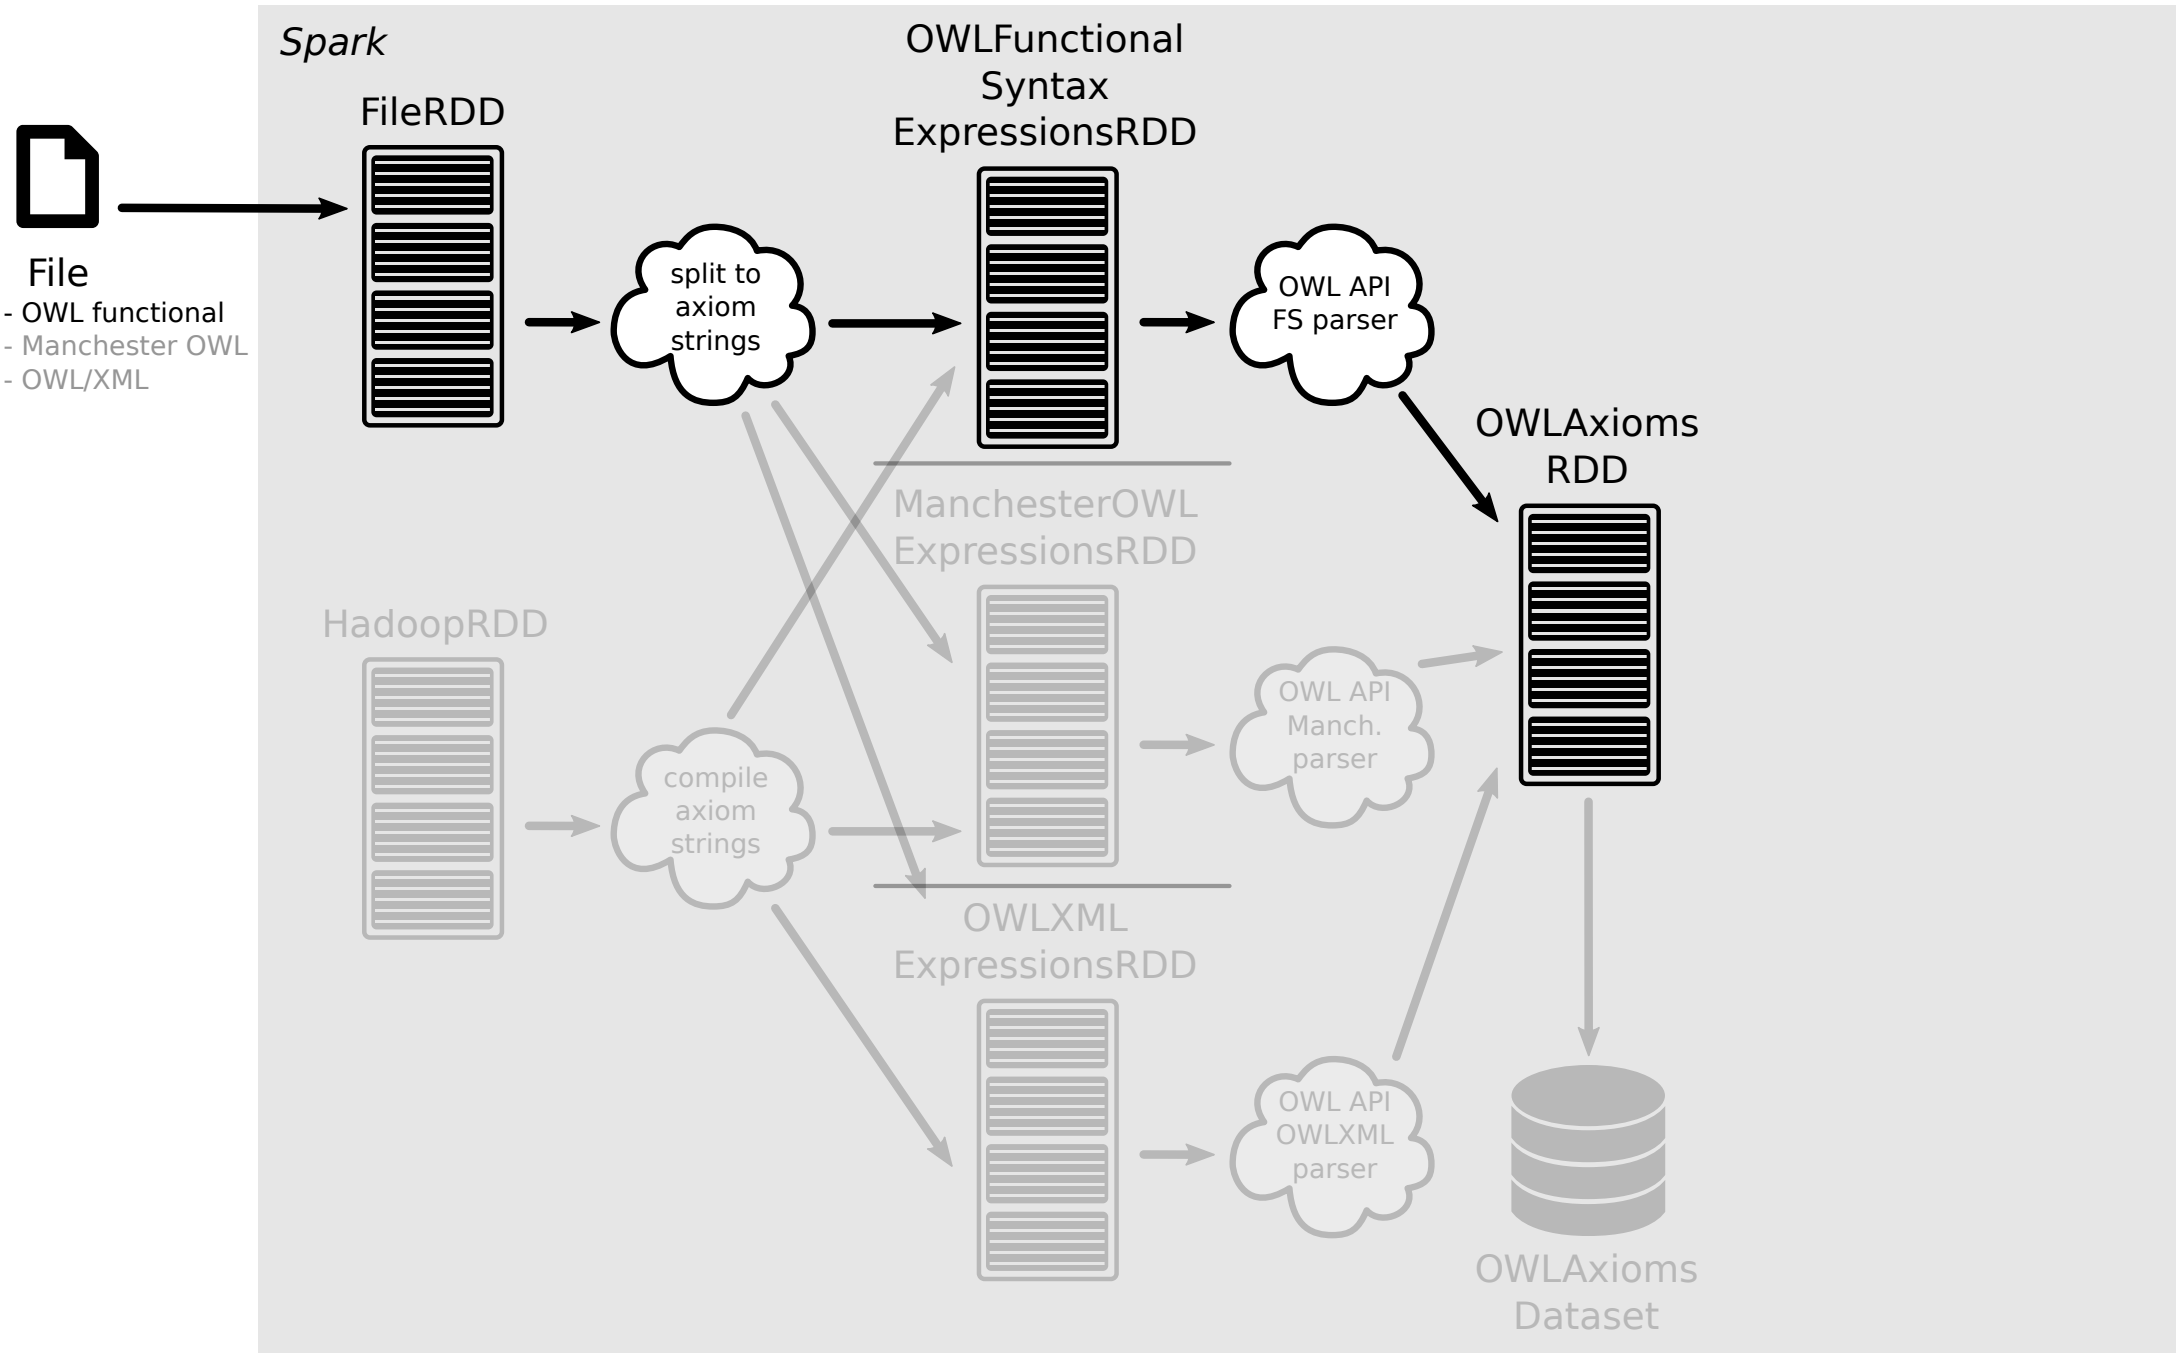 Spark
File
- OWL functional
- Manchester OWL
- OWL/XML
FileRDD
split to
axiom
strings
OWLFunctional
Syntax
ExpressionsRDD
OWL API
FS parser
OWLAxioms
RDD
ManchesterOWL
ExpressionsRDD
HadoopRDD
compile
axiom
strings
OWL API
Manch.
parser
OWLXML
ExpressionsRDD
OWL API
OWLXML
parser
OWLAxioms
Dataset